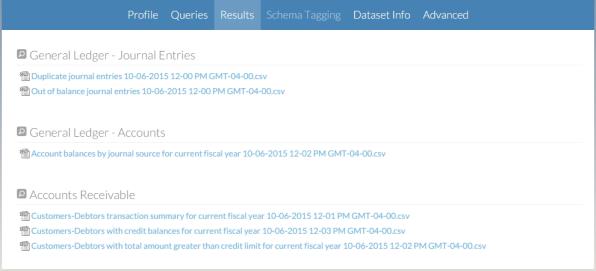 Profile Queries Results Schema Tagging Dataset Info Advanced
General Ledger - Journal Entries
Duplicate journal entries 10-06-2015 12-00 PM GMT-04-00.csv
Out of balance journal entries 10-06-2015 12-00 PM GMT-04-00.csv
General Ledger - Accounts
Account balances by journal source for current fiscal year 10-06-2015 12-02 PM GMT-04-00.csv
Accounts Receivable
Customers-Debtors transaction summary for current fiscal year 10-06-2015 12-01 PM GMT-04-00.csv
Customers-Debtors with credit balances for current fiscal year 10-06-2015 12-03 PM GMT-04-00.csv
Customers-Debtors with total amount greater than credit limit for current fiscal year 10-06-2015 12-02 PM GMT-04-00.csv